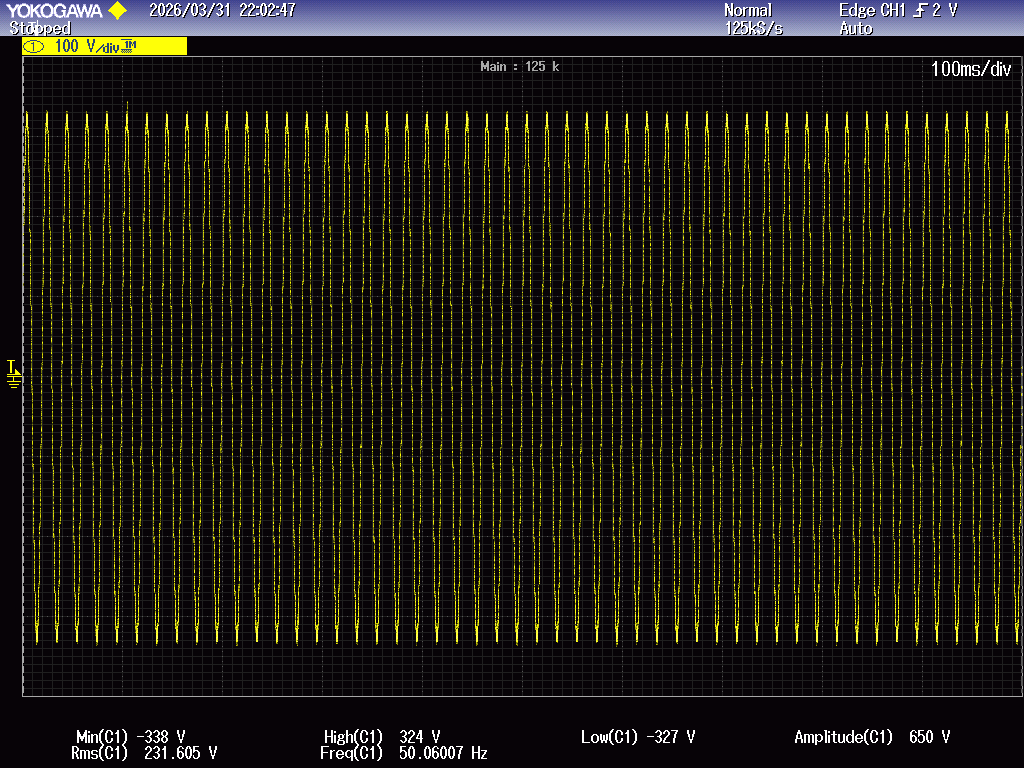 YOKOGAWA 2026/03/31 22:02:47 Normal Edge CH1 2 V
Stopped 125kS/s Auto
1 100 V/div 1M
Main : 125 k
100ms/div
T
Min(C1) -338 V High(C1) 324 V Low(C1) -327 V Amplitude(C1) 650 V
Rms(C1) 231.605 V Freq(C1) 50.06007 Hz